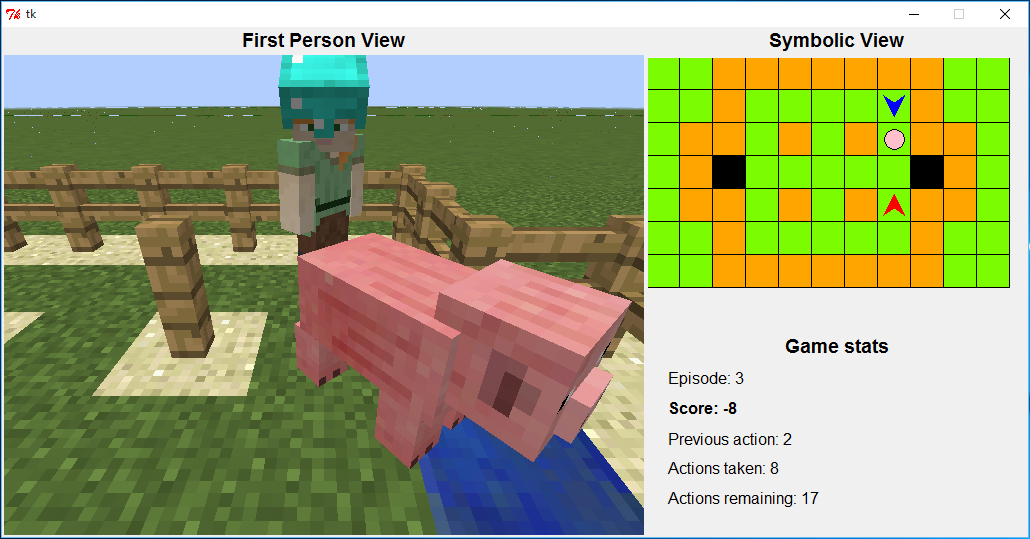 tk
First Person View
Symbolic View
Game stats
Episode: 3
Score: -8
Previous action: 2
Actions taken: 8
Actions remaining: 17